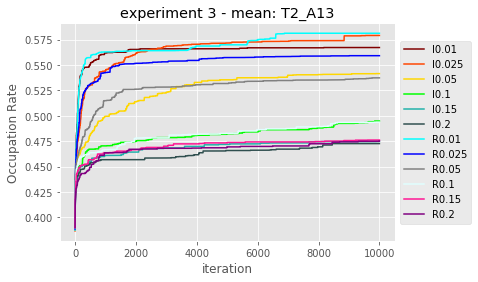 experiment 3 - mean: T2_A13
Occupation Rate
0.575
0.550
0.525
0.500
0.475
0.450
0.425
0.400
0
2000
4000
6000
8000
10000
iteration
I0.01
I0.025
I0.05
I0.1
I0.15
I0.2
R0.01
R0.025
R0.05
R0.1
R0.15
R0.2